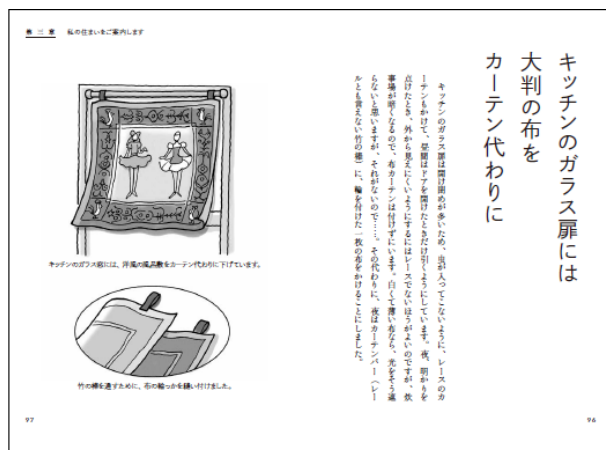 キッチンのガラス扉には
大判の布を
カーテン代わりに
キッチンのガラス扉は開け閉めが多いため、虫が入ってこないように、レースのカ
ーテンもかけて、昼間はドアを開けたときだけ引くようにしています。夜、明かりを
点けたとき、外から見えにくいようにするにはレースでないほうがよいのですが、炊
事場が暗くなるので、布カーテンは付けずにいます。白くて薄い布なら、光をそう遮
らないと思いますが、それがないので……。その代わりに、夜はカーテンバー（レー
ルとも言えない竹の棒）に、輪を付けた一枚の布をかけることにしました。
96
第三章 私の住まいをご案内します
キッチンのガラス窓には、洋風の風呂敷をカーテン代わりに下げています。
竹の棒を通すために、布の輪っかを縫い付けました。
97